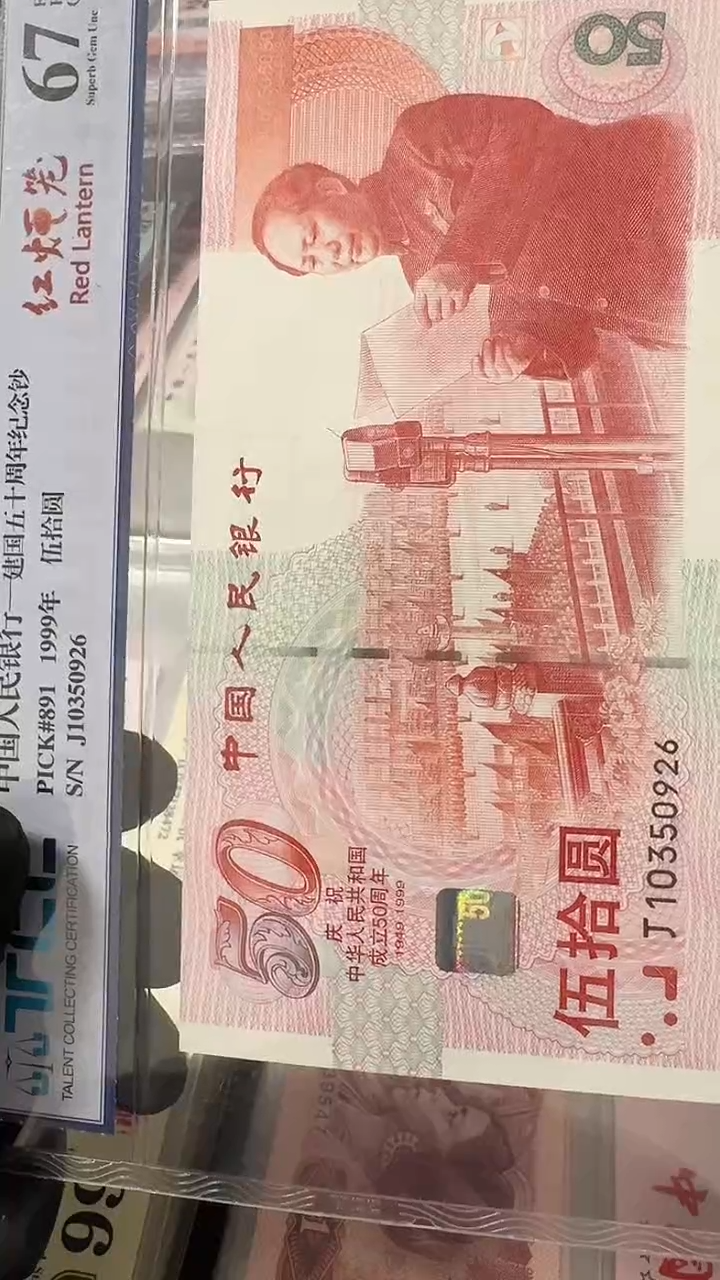 中国人民银行—建国五十周年纪念钞
PICK#891 1999年 伍拾圆
S/N J10350926
红灯笼
Red Lantern
67
Superb Gem Unc
TALENT COLLECTING CERTIFICATION
中国人民银行
50
庆祝
中华人民共和国
成立50周年
1949 1999
50
伍拾圆
J10350926
50
99